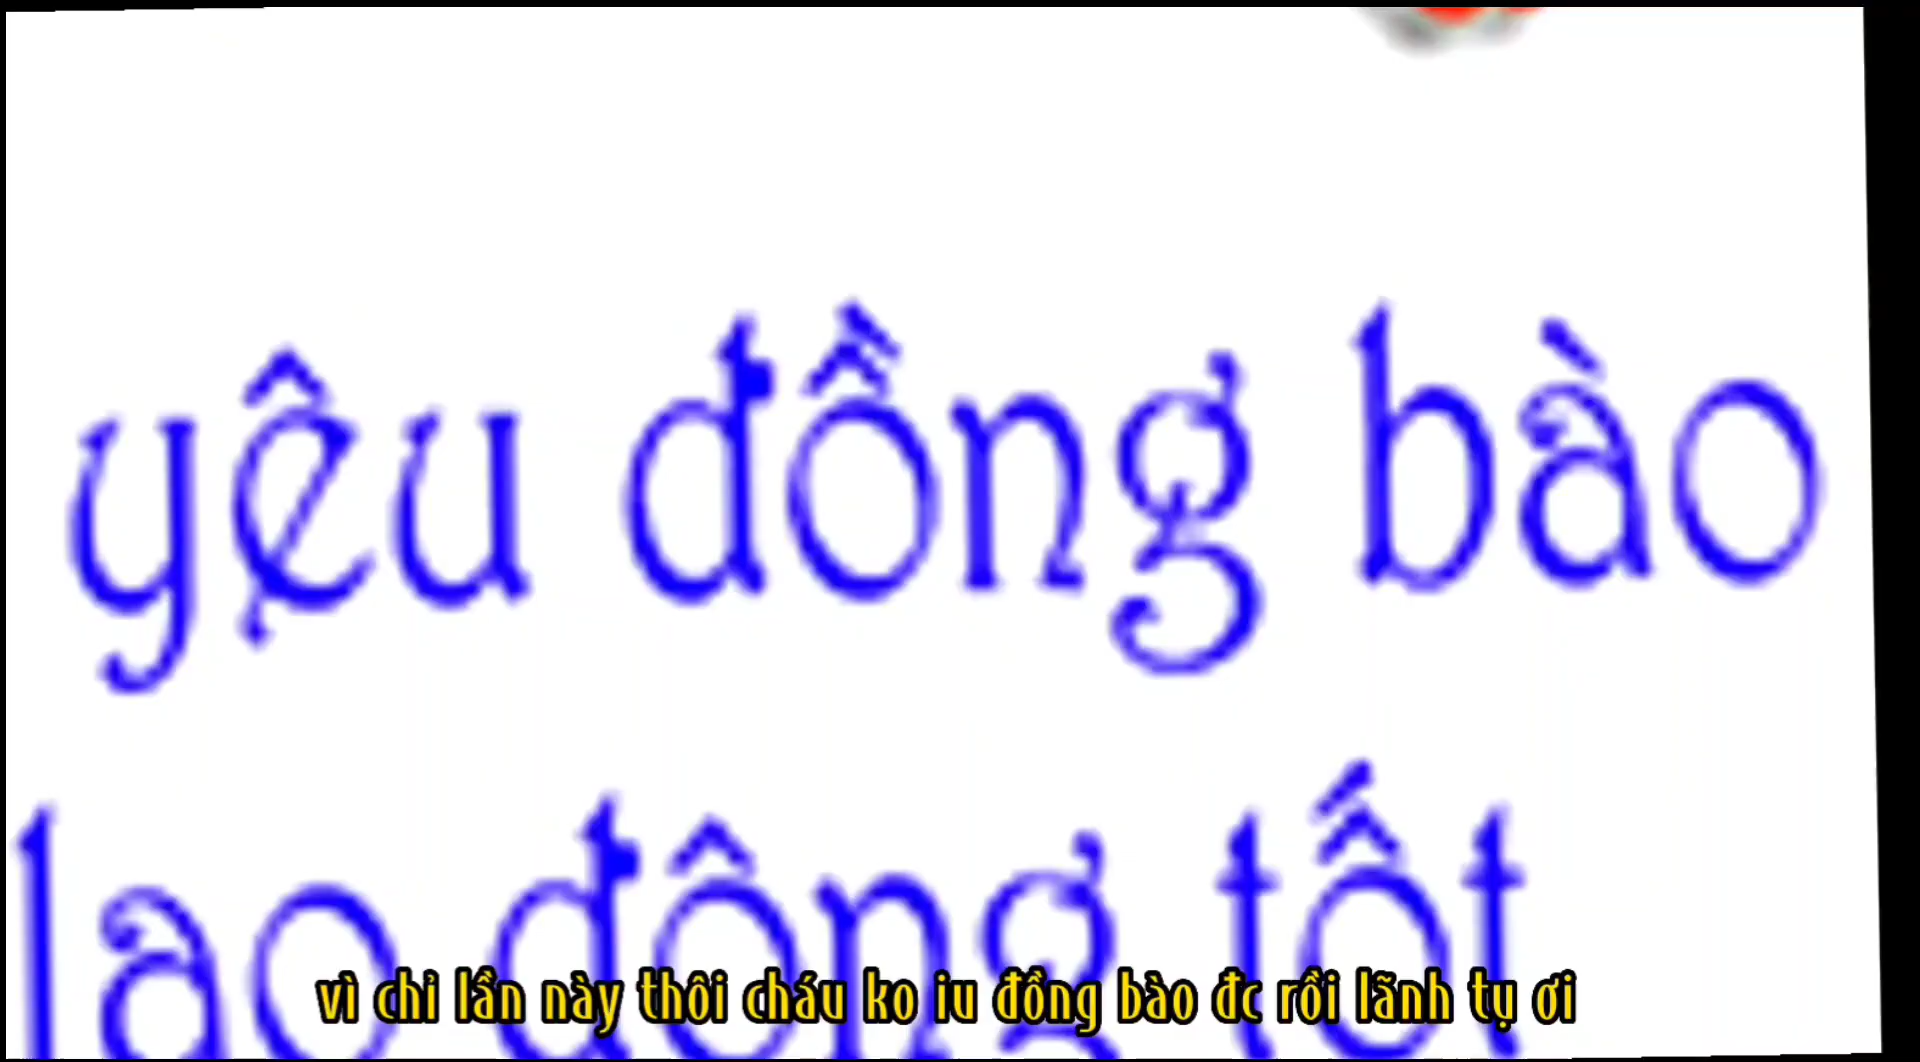 yêu đồng bào
lao động tốt
vì chỉ lần này thôi cháu ko iu đồng bào đc rồi lãnh tụ ơi